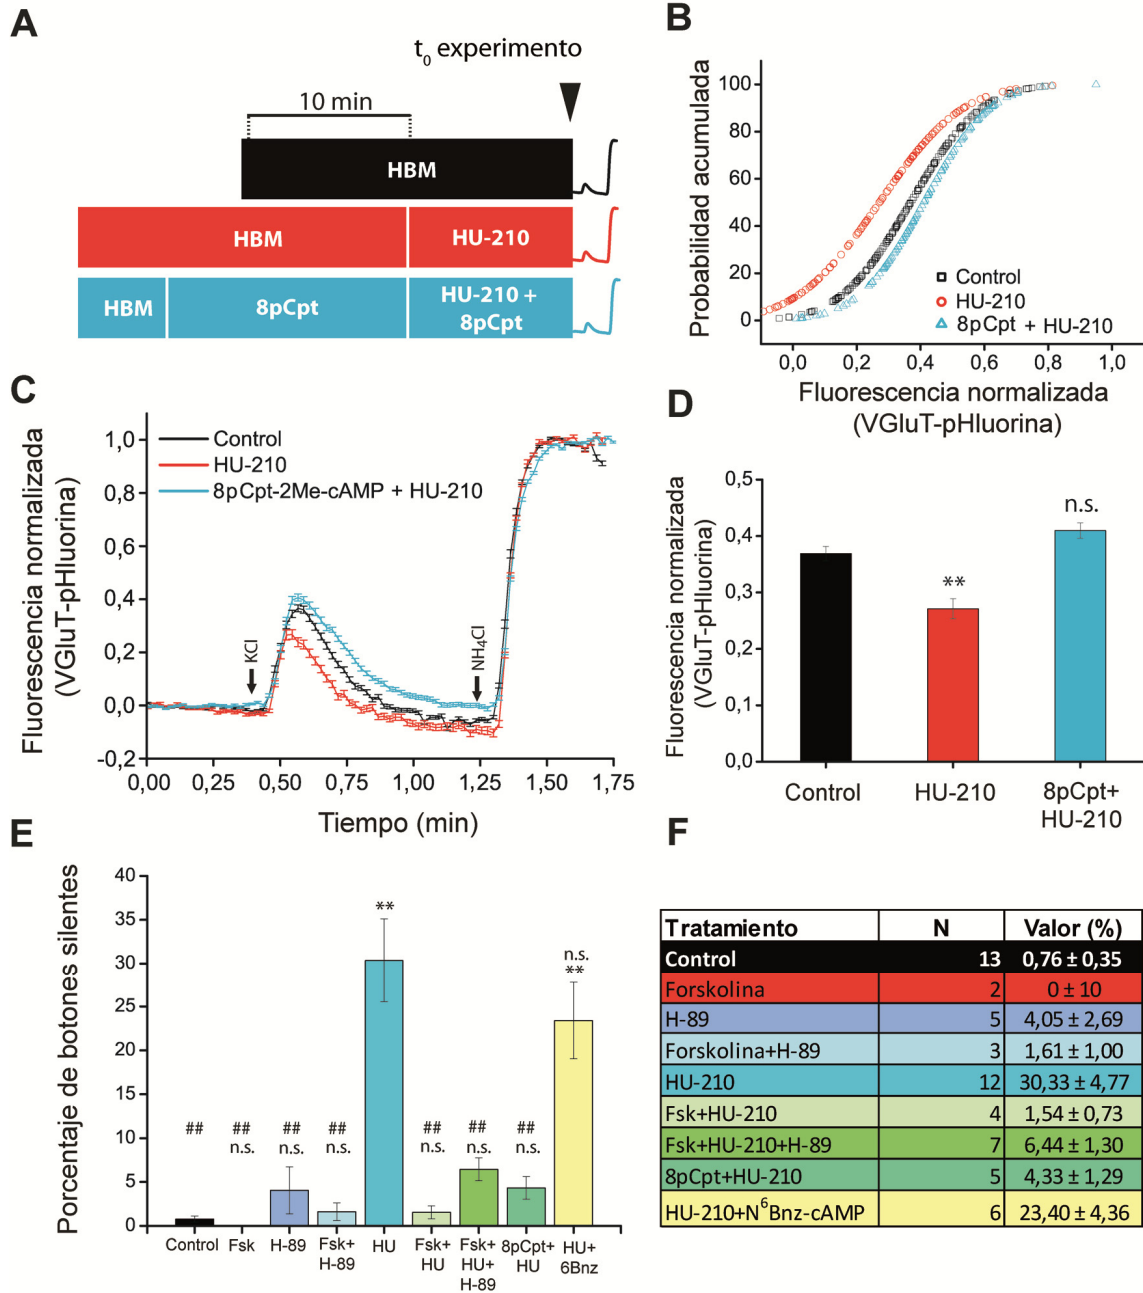 A
t0 experimento
10 min
HBM
HBM
HU-210
HBM
8pCpt
HU-210 +
8pCpt
B
Probabilidad acumulada
100
80
60
40
20
0
Control
HU-210
8pCpt + HU-210
0,0 0,2 0,4 0,6 0,8 1,0
Fluorescencia normalizada
(VGluT-pHluorina)
C
Fluorescencia normalizada
(VGluT-pHluorina)
1,0
0,8
0,6
0,4
0,2
0,0
-0,2
Control
HU-210
8pCpt-2Me-cAMP + HU-210
KCl
NH4Cl
0,00 0,25 0,50 0,75 1,00 1,25 1,50 1,75
Tiempo (min)
D
Fluorescencia normalizada
(VGluT-pHluorina)
0,5
0,4
0,3
0,2
0,1
0,0
**
n.s.
Control
HU-210
8pCpt+
HU-210
E
Porcentaje de botones silentes
40
35
30
25
20
15
10
5
0
##
##
n.s.
##
n.s.
##
n.s.
**
##
n.s.
##
n.s.
##
n.s.
n.s.
**
Control
Fsk
H-89
Fsk+
H-89
HU
Fsk+
HU
Fsk+
HU+
H-89
8pCpt+
HU
HU+
6Bnz
F
Tratamiento N Valor (%)
Control 13 0,76 ± 0,35
Forskolina 2 0 ± 10
H-89 5 4,05 ± 2,69
Forskolina+H-89 3 1,61 ± 1,00
HU-210 12 30,33 ± 4,77
Fsk+HU-210 4 1,54 ± 0,73
Fsk+HU-210+H-89 7 6,44 ± 1,30
8pCpt+HU-210 5 4,33 ± 1,29
HU-210+N6Bnz-cAMP 6 23,40 ± 4,36